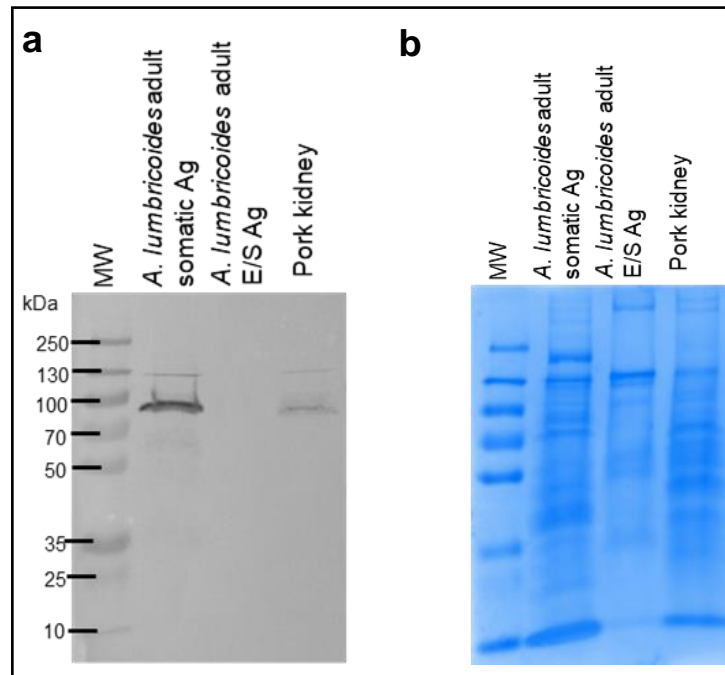 a
MW
A. lumbricoides adult
somatic Ag
A. lumbricoides adult
E/S Ag
Pork kidney
kDa
250
130
100
70
50
35
25
10
b
MW
A. lumbricoides adult
somatic Ag
A. lumbricoides adult
E/S Ag
Pork kidney